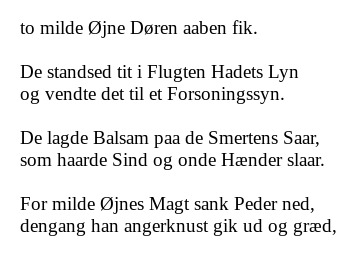 to milde Øjne Døren aaben fik.
De standsed tit i Flugten Hadets Lyn
og vendte det til et Forsoningssyn.
De lagde Balsam paa de Smertens Saar,
som haarde Sind og onde Hænder slaar.
For milde Øjnes Magt sank Peder ned,
dengang han angerknust gik ud og græd,